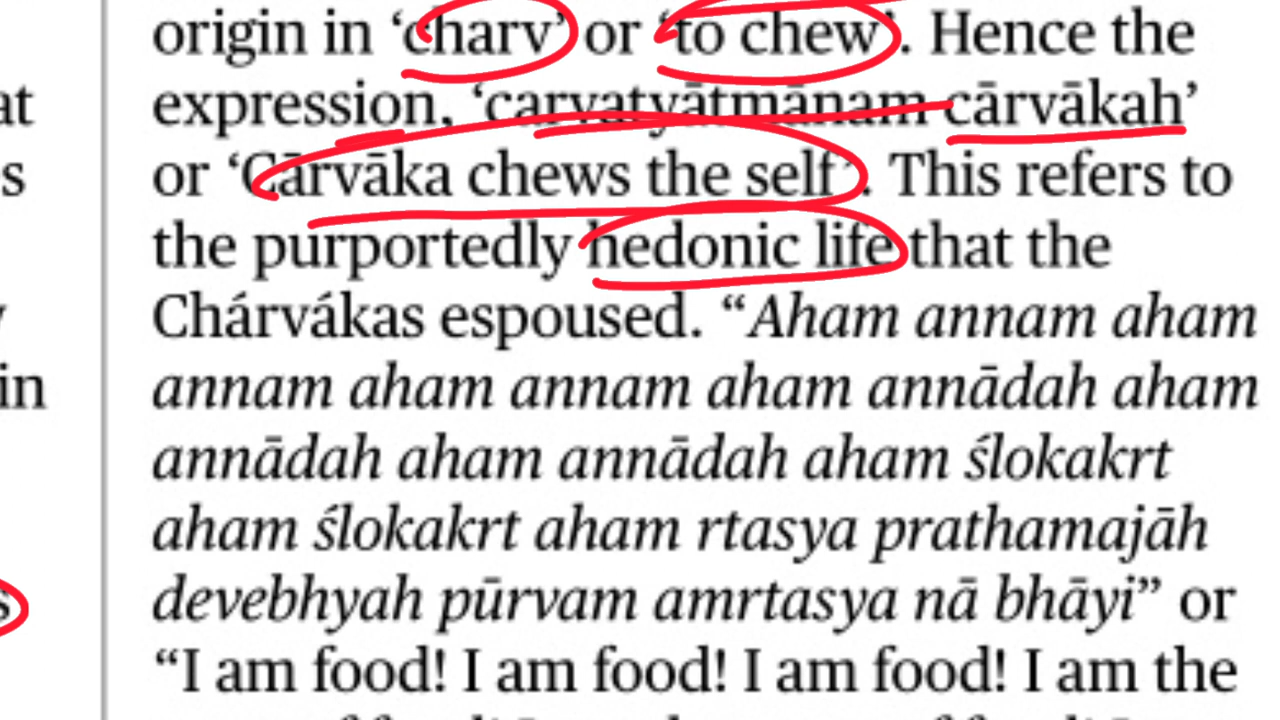 origin in ‘charv’ or ‘to chew’. Hence the
expression, ‘carvatyātmānam cārvākah’
or ‘Cārvāka chews the self’. This refers to
the purportedly hedonic life that the
Chárvákas espoused. “Aham annam aham
annam aham annam aham annādah aham
annādah aham annādah aham ślokakrt
aham ślokakrt aham rtasya prathamajāh
devebhyah pūrvam amrtasya nā bhāyi” or
“I am food! I am food! I am food! I am the
at
s
in